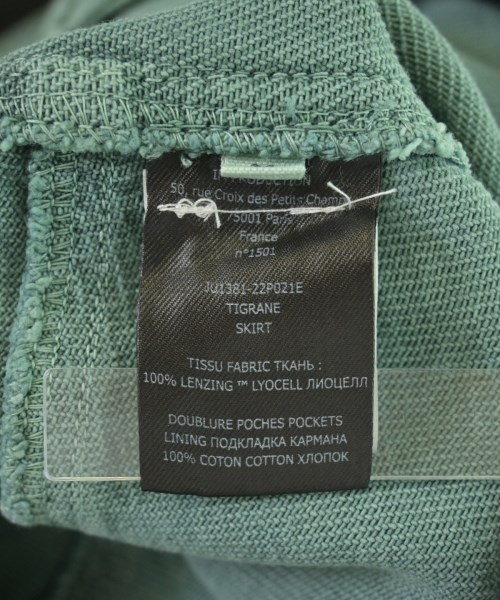 50, rue Croix des Petits Champ
75001 Paris
France
n°1501
JU1381-22P021E
TIGRANE
SKIRT
TISSU FABRIC ТКАНЬ :
100% LENZING ™ LYOCELL ЛИОЦЕЛЛ
DOUBLURE POCHES POCKETS
LINING ПОДКЛАДКА КАРМАНА
100% COTON COTTON ХЛОПОК